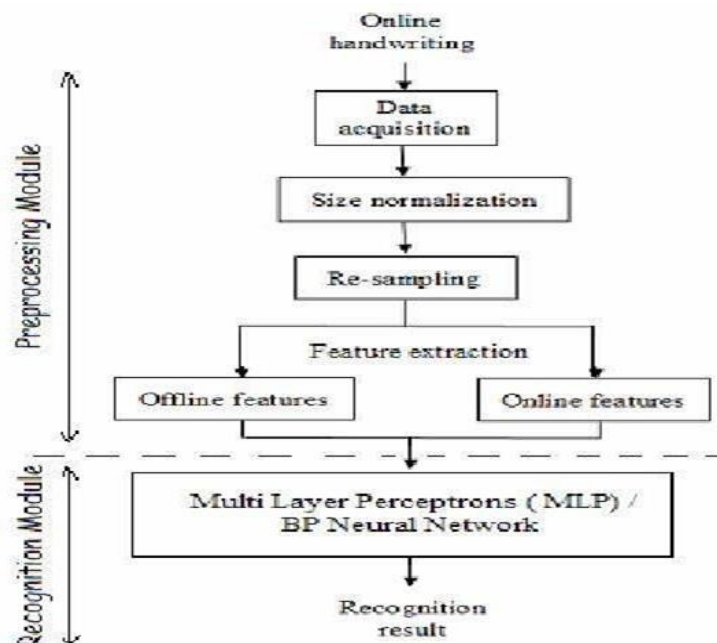 Online
handwriting
Data
acquisition
Size normalization
Re-sampling
Feature extraction
Offline features
Online features
Multi Layer Perceptrons ( MLP) /
BP Neural Network
Recognition
result
Preprocessing Module
Recognition Module